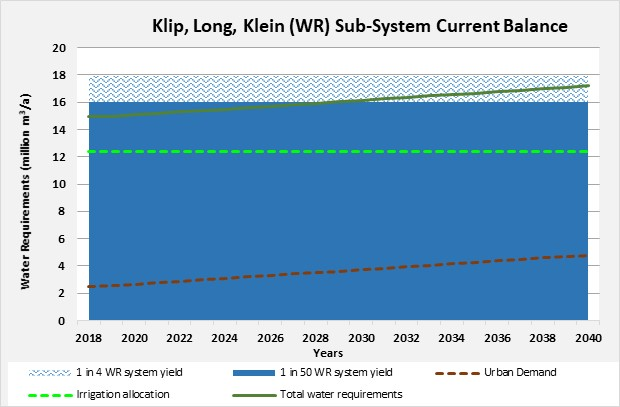 Klip, Long, Klein (WR) Sub-System Current Balance
Water Requirements (million m³/a)
20
18
16
14
12
10
8
6
4
2
0
2018 2020 2022 2024 2026 2028 2030 2032 2034 2036 2038 2040
Years
1 in 4 WR system yield 1 in 50 WR system yield Urban Demand
Irrigation allocation Total water requirements